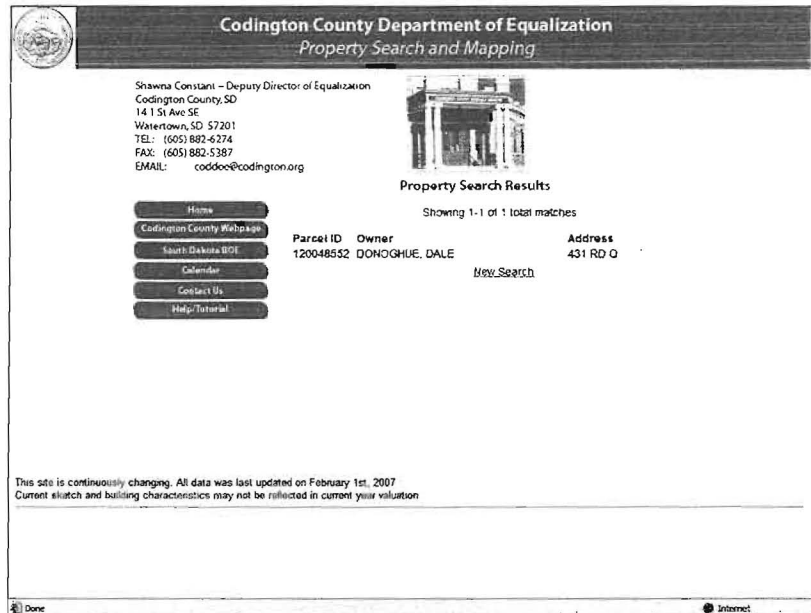 Codington County Department of Equalization
Property Search and Mapping
Shawna Constant – Deputy Director of Equalization
Codington County, SD
14 1 St Ave SE
Watertown, SD 57201
TEL: (605) 882-6274
FAX: (605) 882-5387
EMAIL: coddoe@codington.org
Property Search Results
Showing 1-1 of 1 total matches
Home
Codington County Webpage
South Dakota DOE
Calendar
Contact Us
Help/Tutorial
Parcel ID Owner Address
120048552 DONOGHUE, DALE 431 RD Q
New Search
This site is continuously changing. All data was last updated on February 1st, 2007
Current sketch and building characteristics may not be reflected in current year valuation
Done Internet